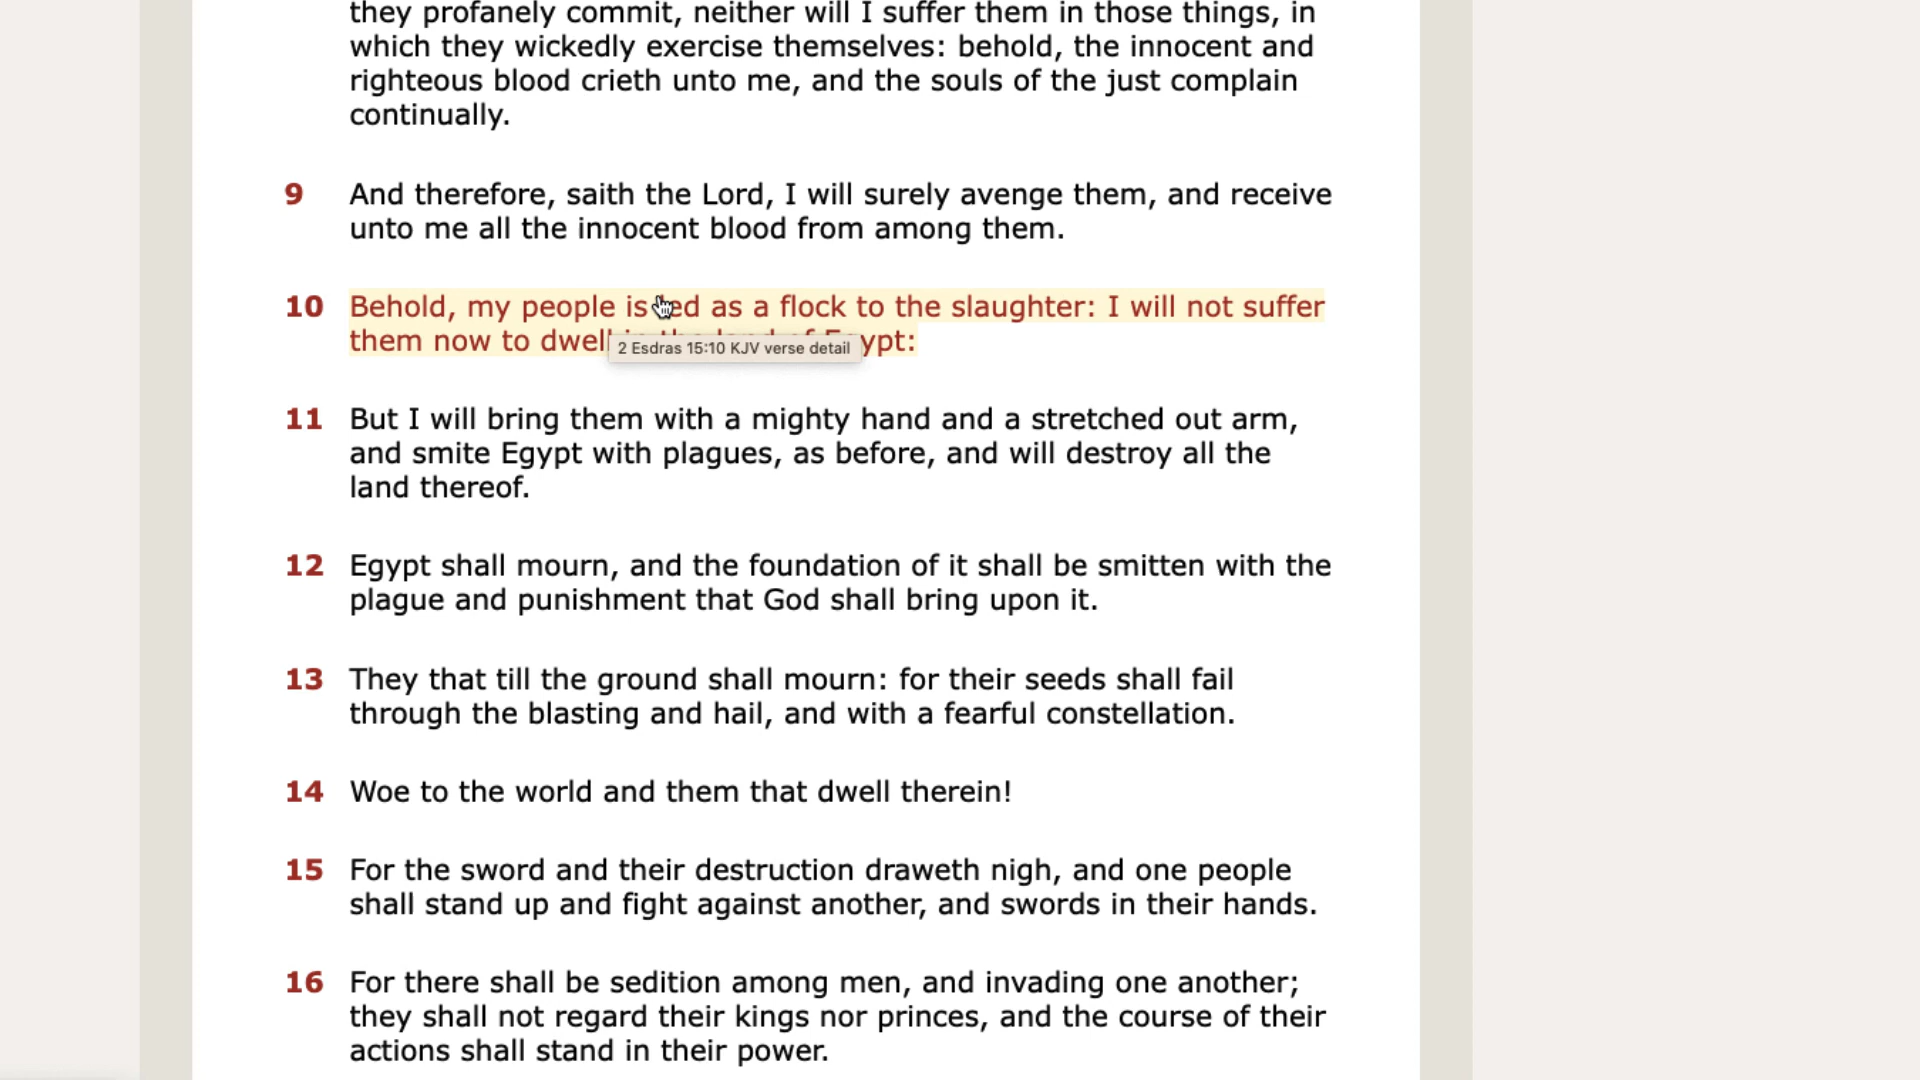 they profanely commit, neither will I suffer them in those things, in
which they wickedly exercise themselves: behold, the innocent and
righteous blood crieth unto me, and the souls of the just complain
continually.
9 And therefore, saith the Lord, I will surely avenge them, and receive
unto me all the innocent blood from among them.
10 Behold, my people is led as a flock to the slaughter: I will not suffer
them now to dwell in the land of Egypt:
2 Esdras 15:10 KJV verse detail
11 But I will bring them with a mighty hand and a stretched out arm,
and smite Egypt with plagues, as before, and will destroy all the
land thereof.
12 Egypt shall mourn, and the foundation of it shall be smitten with the
plague and punishment that God shall bring upon it.
13 They that till the ground shall mourn: for their seeds shall fail
through the blasting and hail, and with a fearful constellation.
14 Woe to the world and them that dwell therein!
15 For the sword and their destruction draweth nigh, and one people
shall stand up and fight against another, and swords in their hands.
16 For there shall be sedition among men, and invading one another;
they shall not regard their kings nor princes, and the course of their
actions shall stand in their power.